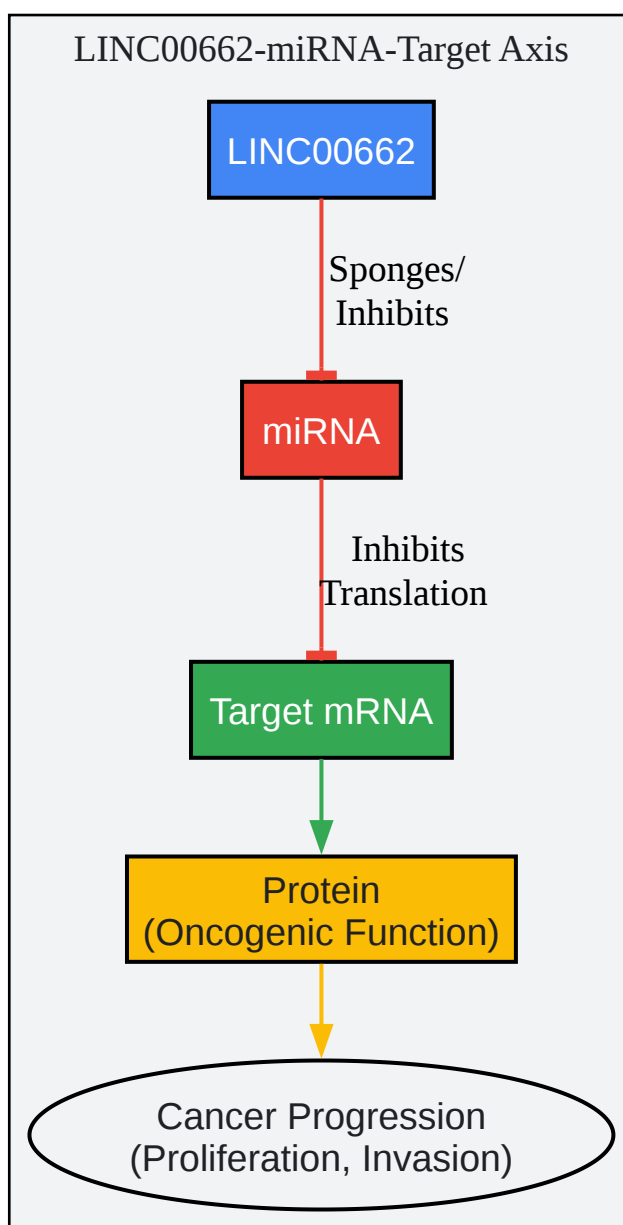 LINC00662-miRNA-Target Axis
LINC00662
Sponges/
Inhibits
miRNA
Inhibits
Translation
Target mRNA
Protein
(Oncogenic Function)
Cancer Progression
(Proliferation, Invasion)